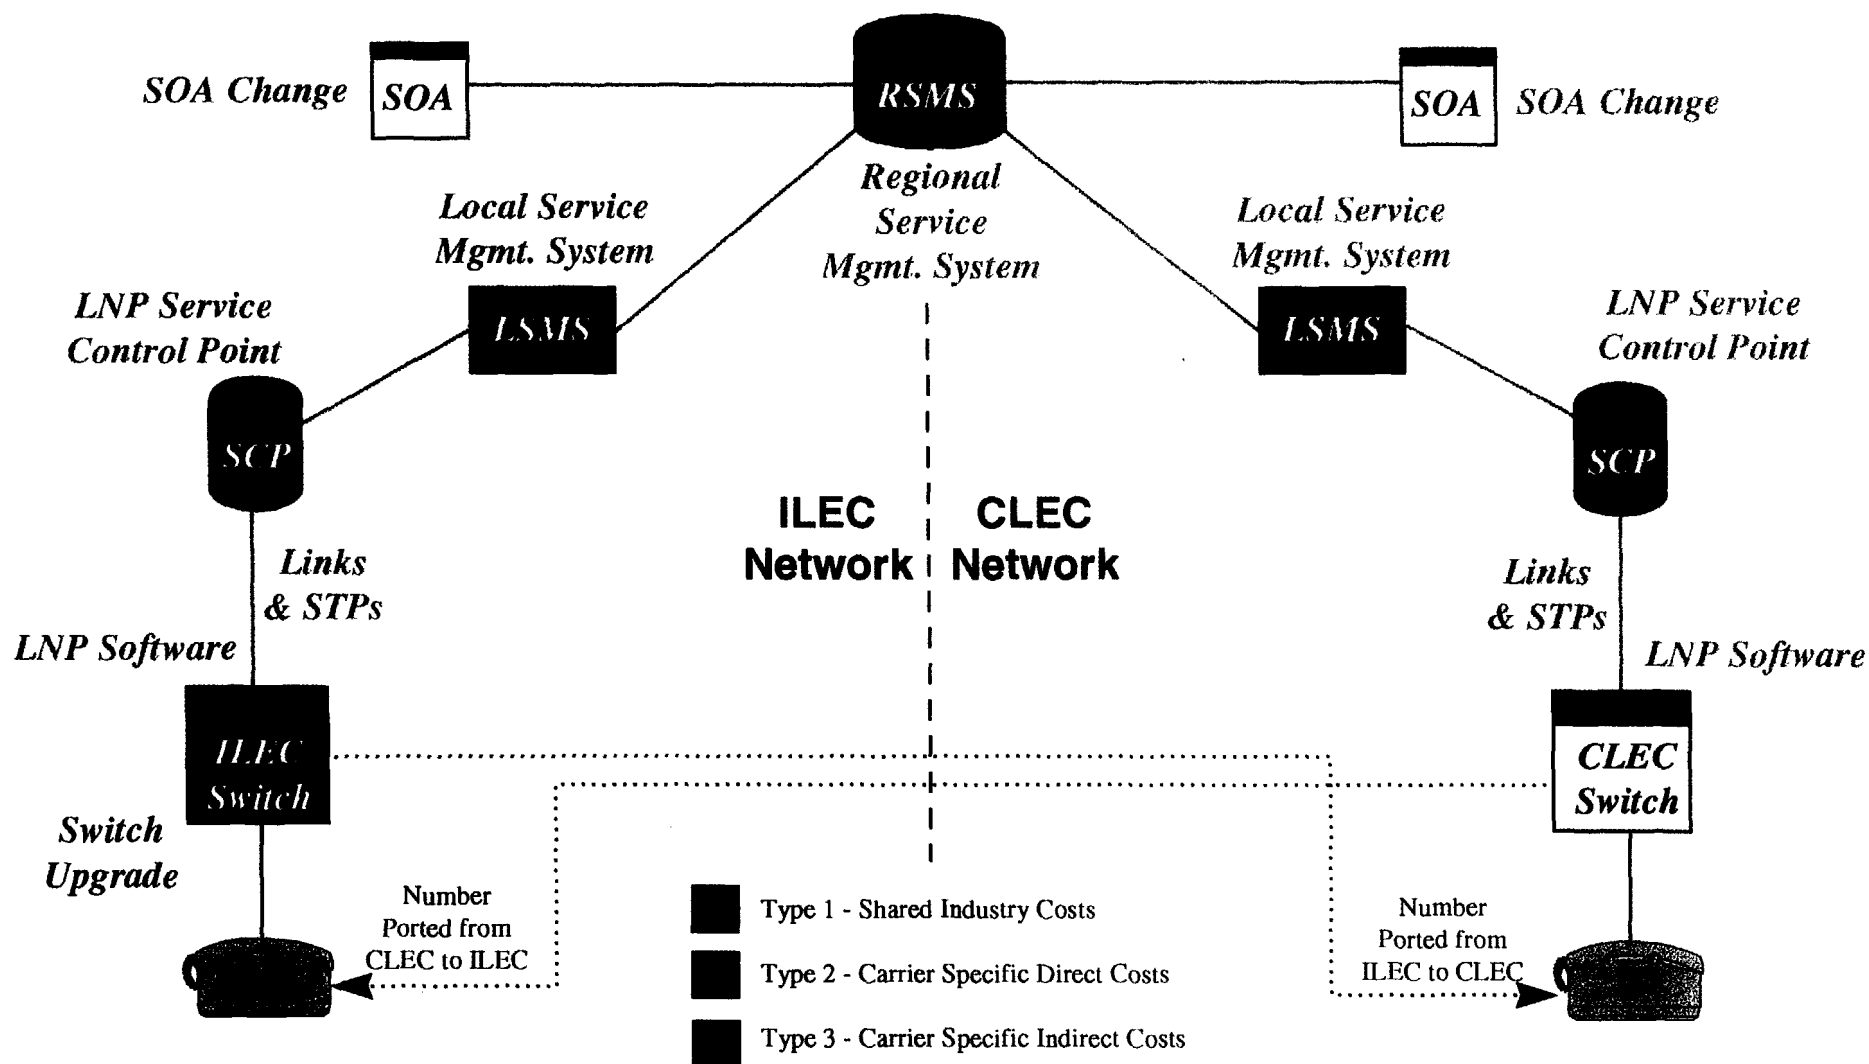 SOA Change
SOA
RSMS
SOA
SOA Change
Regional
Service
Mgmt. System
Local Service
Mgmt. System
Local Service
Mgmt. System
LNP Service
Control Point
LSMS
LSMS
LNP Service
Control Point
SCP
SCP
ILEC
Network
CLEC
Network
Links
& STPs
Links
& STPs
LNP Software
LNP Software
ILEC
Switch
CLEC
Switch
Switch
Upgrade
Number
Ported from
CLEC to ILEC
Number
Ported from
ILEC to CLEC
Type 1 - Shared Industry Costs
Type 2 - Carrier Specific Direct Costs
Type 3 - Carrier Specific Indirect Costs